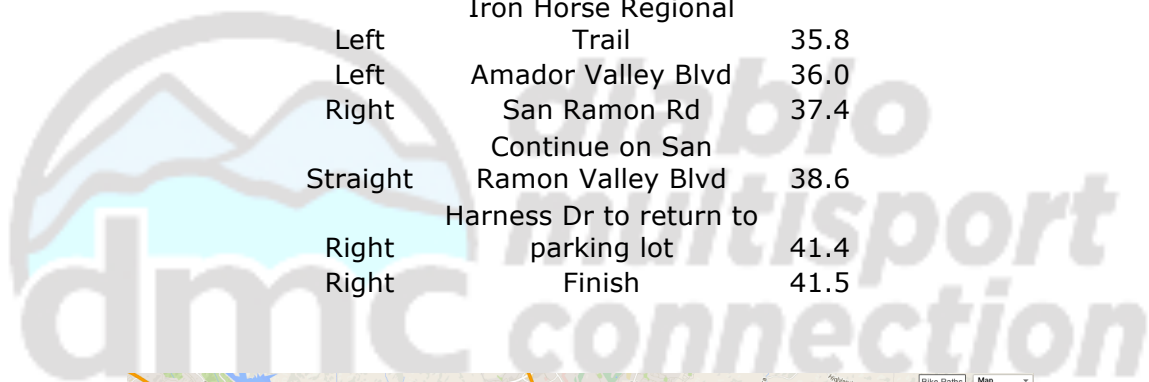 Iron Horse Regional
Left Trail 35.8
Left Amador Valley Blvd 36.0
Right San Ramon Rd 37.4
Continue on San
Straight Ramon Valley Blvd 38.6
Harness Dr to return to
Right parking lot 41.4
Right Finish 41.5
diablo
multisport
dmc connection
Bike Paths Map